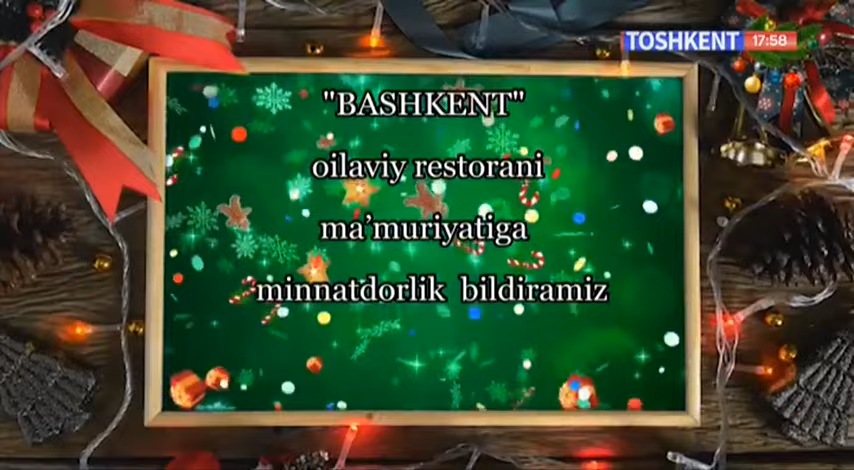 TOSHKENT 17:58
"BASHKENT"
oilaviy restorani
ma’muriyatiga
minnatdorlik bildiramiz